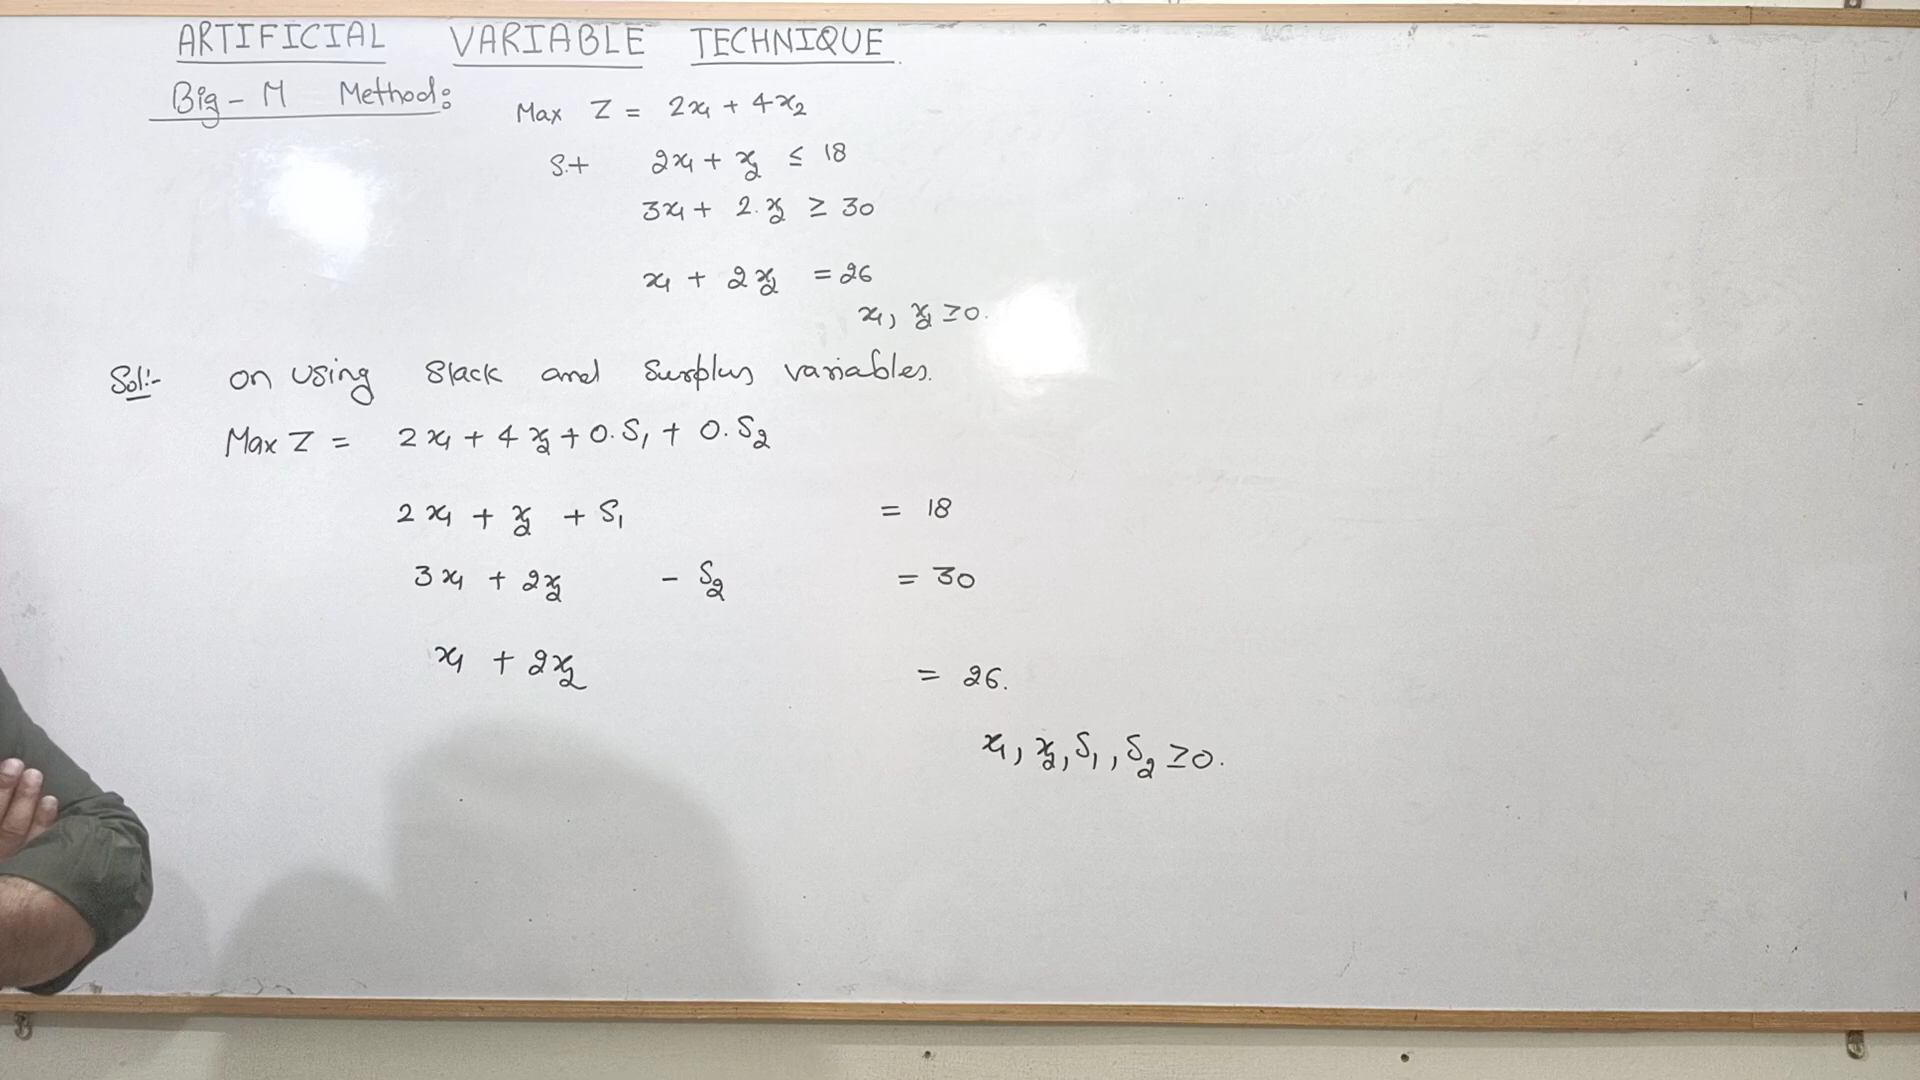 ARTIFICIAL VARIABLE TECHNIQUE.
Big-M Method:
Max Z = 2x₁ + 4x₂
S.t 2x₁ + x₂ ≤ 18
3x₁ + 2.x₂ ≥ 30
x₁ + 2x₂ = 26
x₁, x₂ ≥0.
Sol:- on using Slack and Surplus variables.
Max Z = 2x₁ + 4x₂ + 0.S₁ + 0.S₂
2x₁ + x₂ + S₁ = 18
3x₁ + 2x₂ - S₂ = 30
x₁ + 2x₂ = 26.
x₁, x₂, S₁, S₂ ≥0.